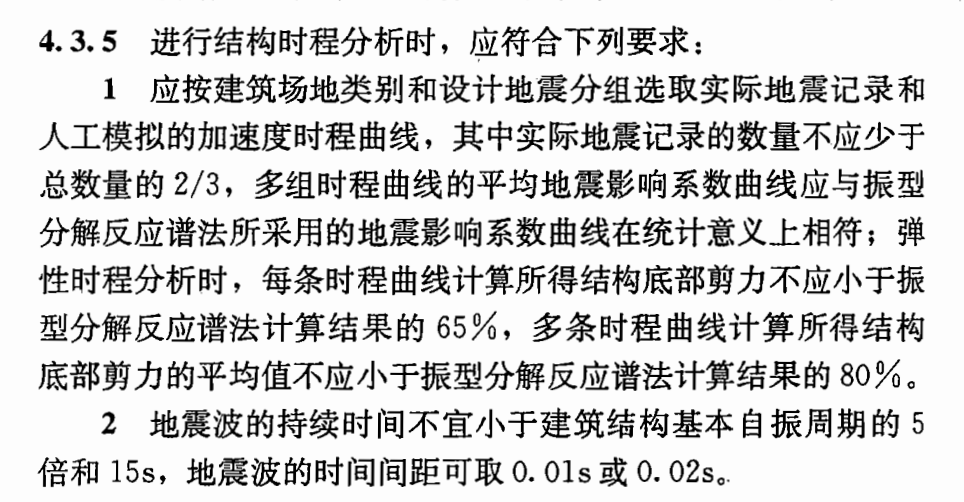 4.3.5 进行结构时程分析时，应符合下列要求：
1 应按建筑场地类别和设计地震分组选取实际地震记录和
人工模拟的加速度时程曲线，其中实际地震记录的数量不应少于
总数量的 2/3，多组时程曲线的平均地震影响系数曲线应与振型
分解反应谱法所采用的地震影响系数曲线在统计意义上相符；弹
性时程分析时，每条时程曲线计算所得结构底部剪力不应小于振
型分解反应谱法计算结果的 65%，多条时程曲线计算所得结构
底部剪力的平均值不应小于振型分解反应谱法计算结果的 80%。
2 地震波的持续时间不宜小于建筑结构基本自振周期的 5
倍和 15s，地震波的时间间距可取 0.01s 或 0.02s。